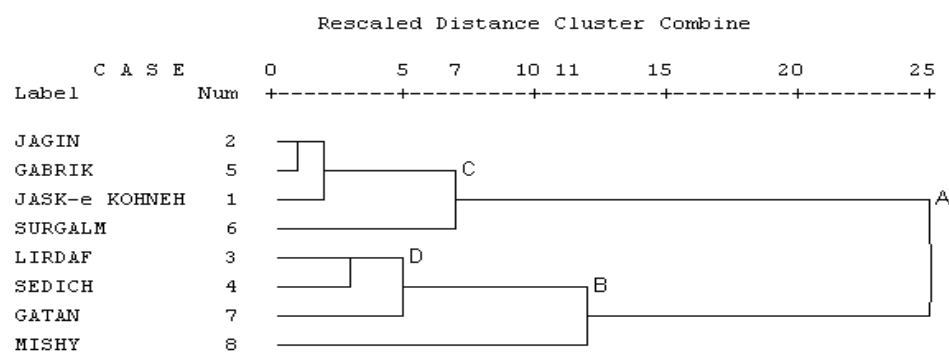 Rescaled Distance Cluster Combine
C A S E 0 5 7 10 11 15 20 25
Label Num +---------+---------+---------+---------+---------+
JAGIN 2
GABRIK 5 C
JASK-e KOHNEH 1 A
SURGALM 6
LIRDAF 3 D
SEDICH 4 B
GATAN 7
MISHY 8